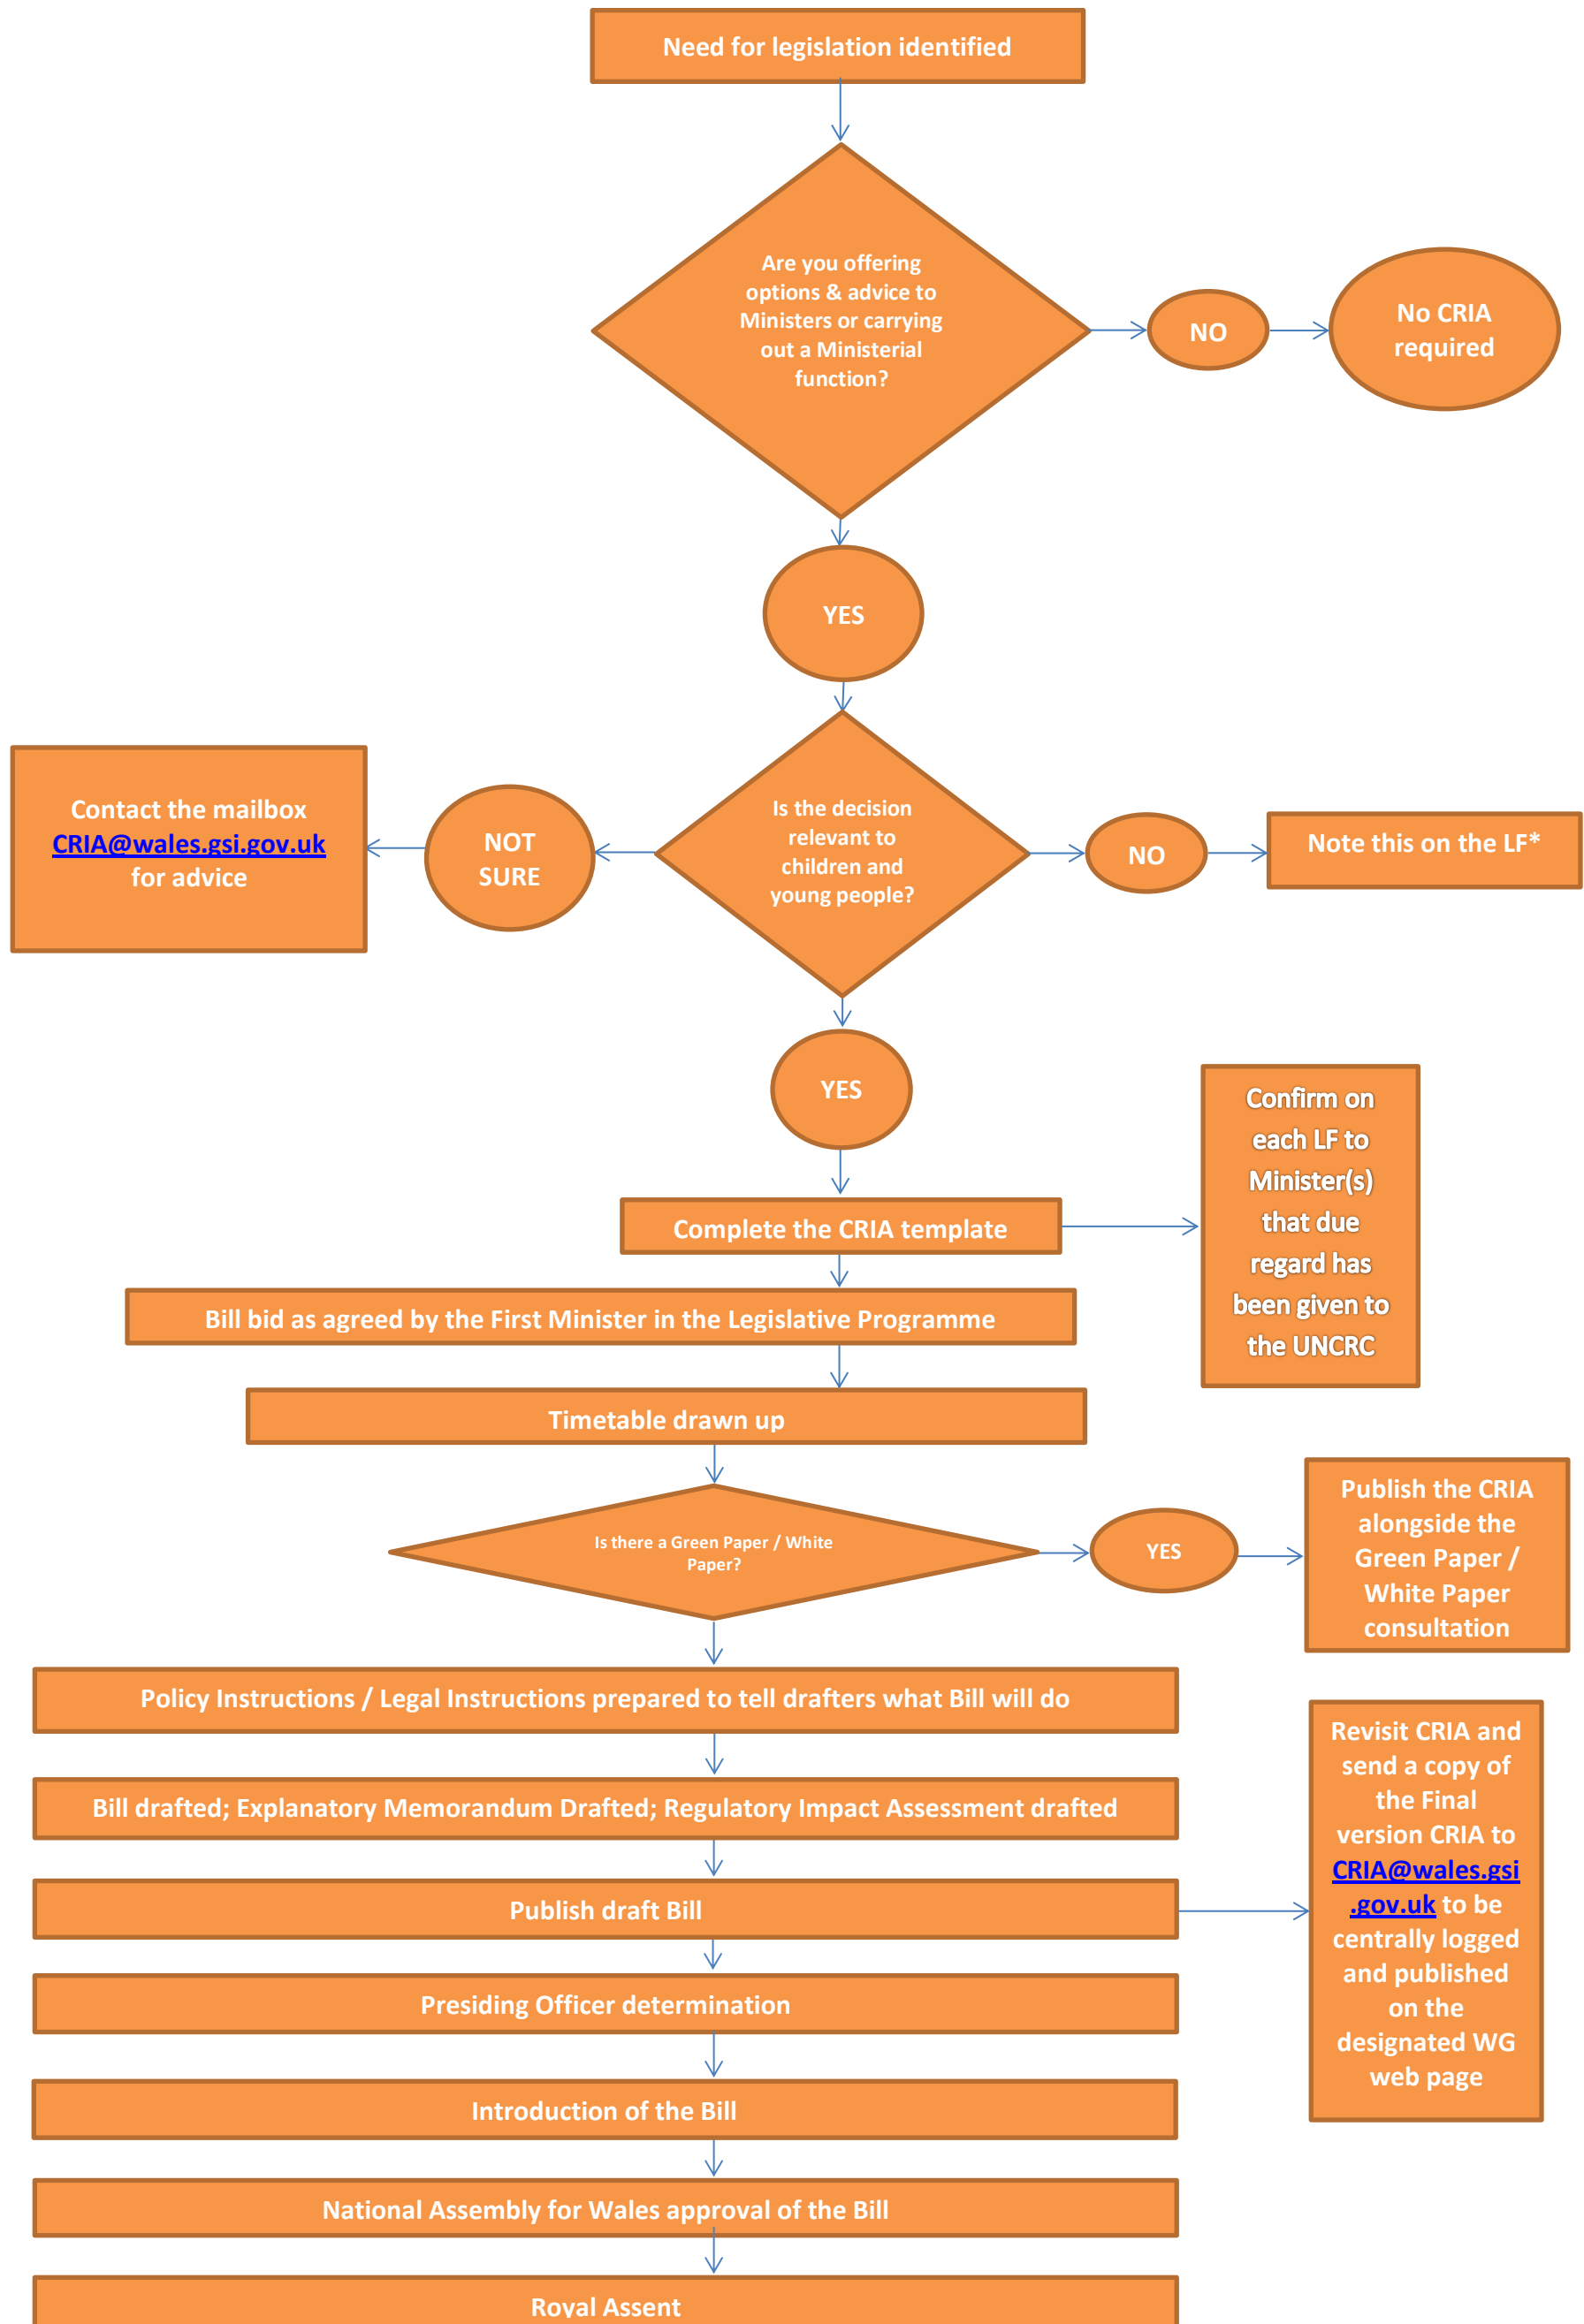 Need for legislation identified
Are you offering
options & advice to
Ministers or carrying
out a Ministerial
function?
NO
No CRIA
required
YES
Contact the mailbox
CRIA@wales.gsi.gov.uk
for advice
NOT
SURE
Is the decision
relevant to
children and
young people?
NO
Note this on the LF*
YES
Complete the CRIA template
Confirm on
each LF to
Minister(s)
that due
regard has
been given to
the UNCRC
Bill bid as agreed by the First Minister in the Legislative Programme
Timetable drawn up
Is there a Green Paper / White
Paper?
YES
Publish the CRIA
alongside the
Green Paper /
White Paper
consultation
Policy Instructions / Legal Instructions prepared to tell drafters what Bill will do
Bill drafted; Explanatory Memorandum Drafted; Regulatory Impact Assessment drafted
Publish draft Bill
Revisit CRIA and
send a copy of
the Final
version CRIA to
CRIA@wales.gsi
.gov.uk to be
centrally logged
and published
on the
designated WG
web page
Presiding Officer determination
Introduction of the Bill
National Assembly for Wales approval of the Bill
Royal Assent